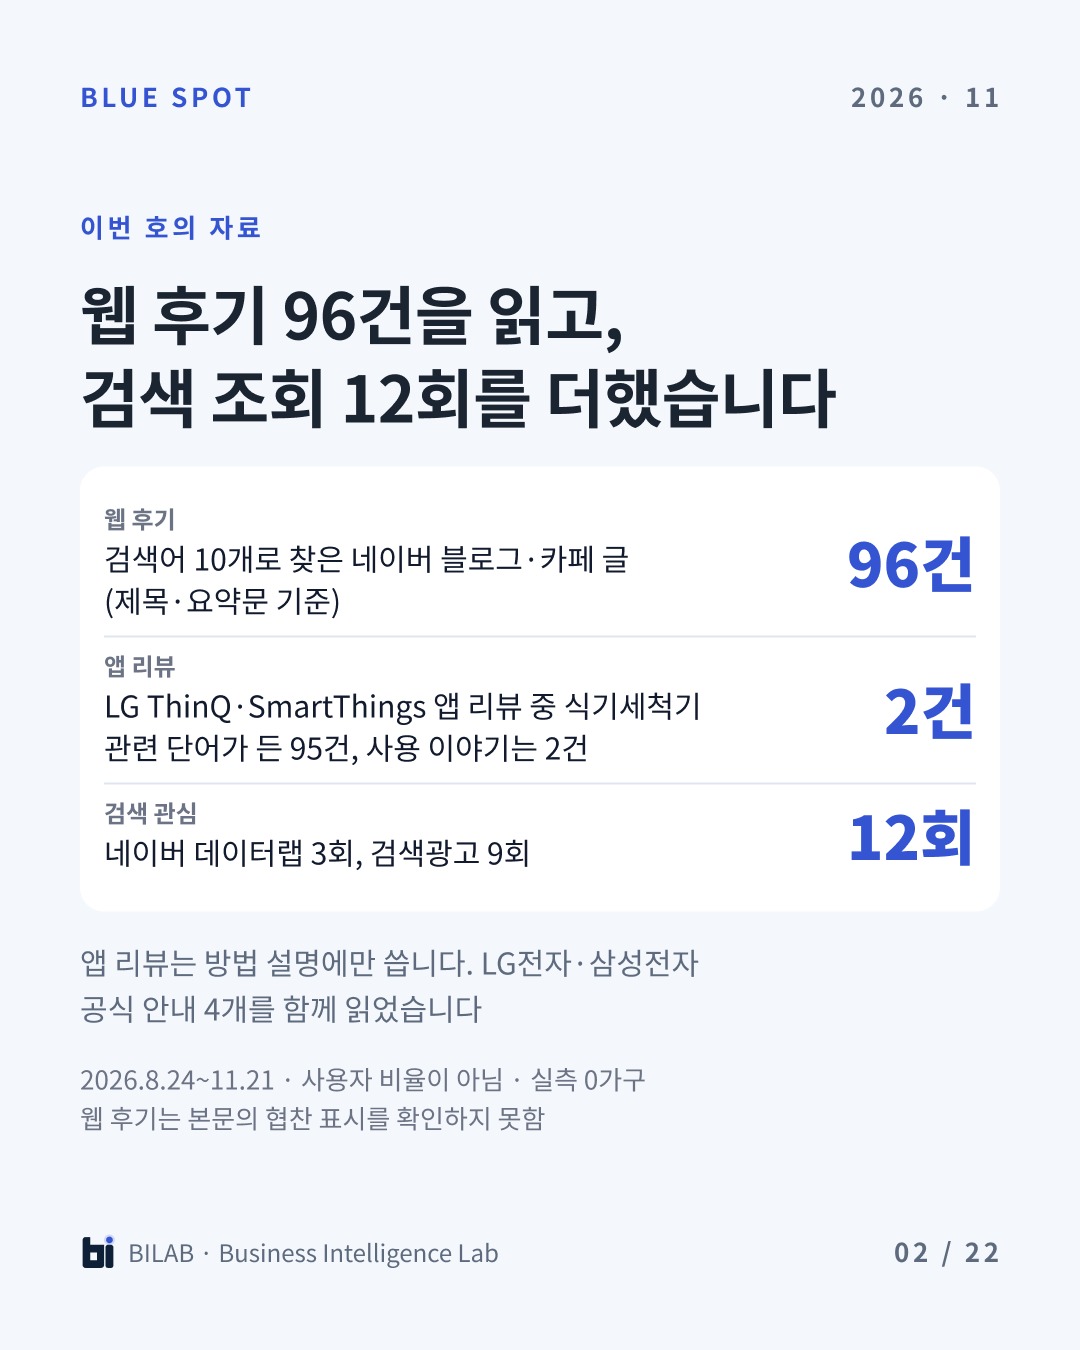 BLUE SPOT
2026 · 11
이번 호의 자료
웹 후기 96건을 읽고,
검색 조회 12회를 더했습니다
웹 후기
검색어 10개로 찾은 네이버 블로그·카페 글
(제목·요약문 기준)
96건
앱 리뷰
LG ThinQ·SmartThings 앱 리뷰 중 식기세척기
관련 단어가 든 95건, 사용 이야기는 2건
2건
검색 관심
네이버 데이터랩 3회, 검색광고 9회
12회
앱 리뷰는 방법 설명에만 씁니다. LG전자·삼성전자
공식 안내 4개를 함께 읽었습니다
2026.8.24~11.21 · 사용자 비율이 아님 · 실측 0가구
웹 후기는 본문의 협찬 표시를 확인하지 못함
bi BILAB · Business Intelligence Lab
02 / 22